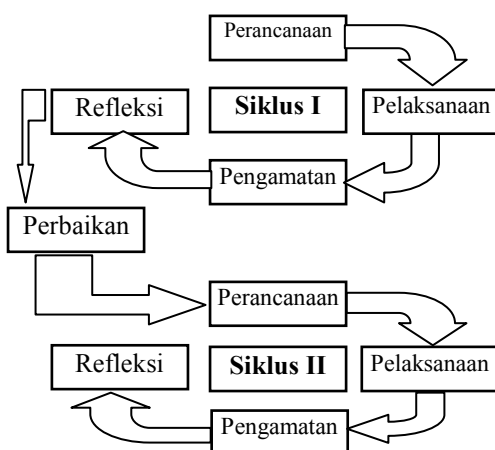 Perancanaan
Refleksi
Siklus I
Pelaksanaan
Pengamatan
Perbaikan
Perancanaan
Refleksi
Siklus II
Pelaksanaan
Pengamatan